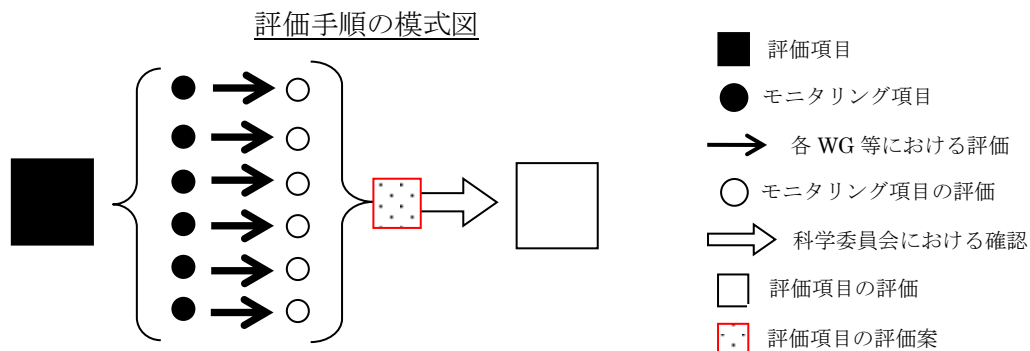 評価手順の模式図
評価項目
モニタリング項目
各 WG 等における評価
モニタリング項目の評価
科学委員会における確認
評価項目の評価
評価項目の評価案